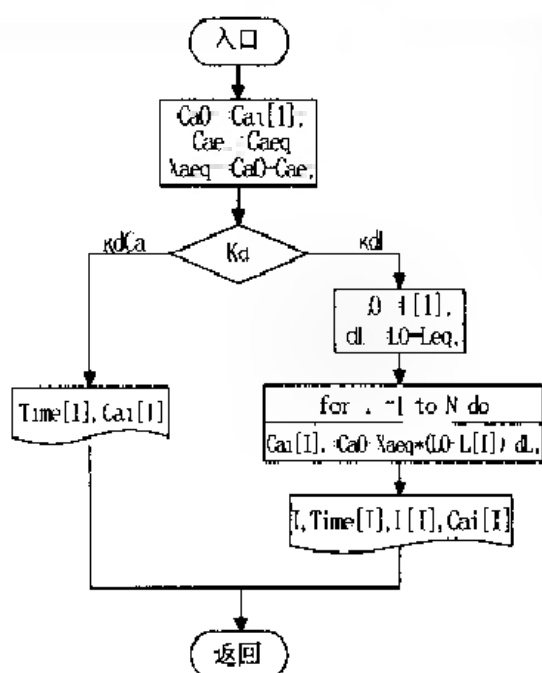 入口
CaO :Cai[1],
Cae :Caeq
Xaeq :=CaO-Cae,
Kd
kdCa
kdl
:=l[1],
dL :=LO-Leq,
Time[I],Cai[I]
for to N do
Cai[I], :=CaO-Xaeq*(LO-L[I])/dL,
I,Time[I],I[I],Cai[I]
返回